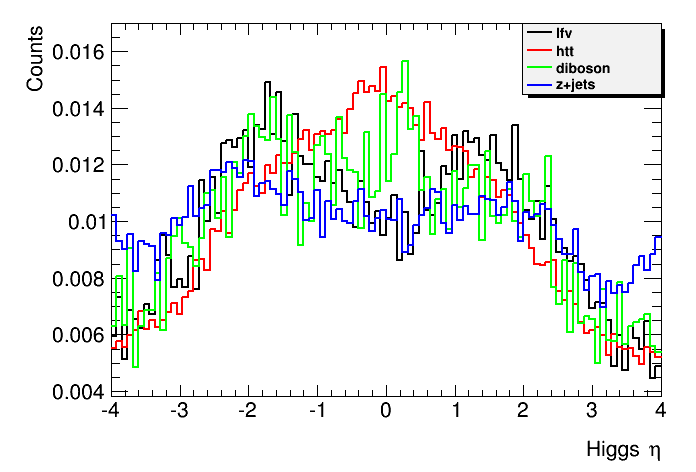 Counts
0.016
0.014
0.012
0.01
0.008
0.006
0.004
-4 -3 -2 -1 0 1 2 3 4
Higgs η
lfv
htt
diboson
z+jets